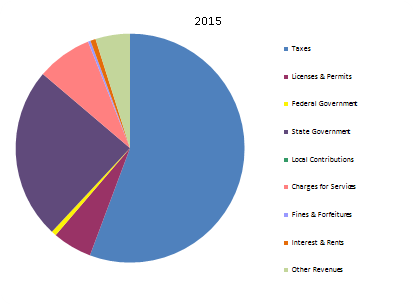 2015
Taxes
Licenses & Permits
Federal Government
State Government
Local Contributions
Charges for Services
Fines & Forfeitures
Interest & Rents
Other Revenues